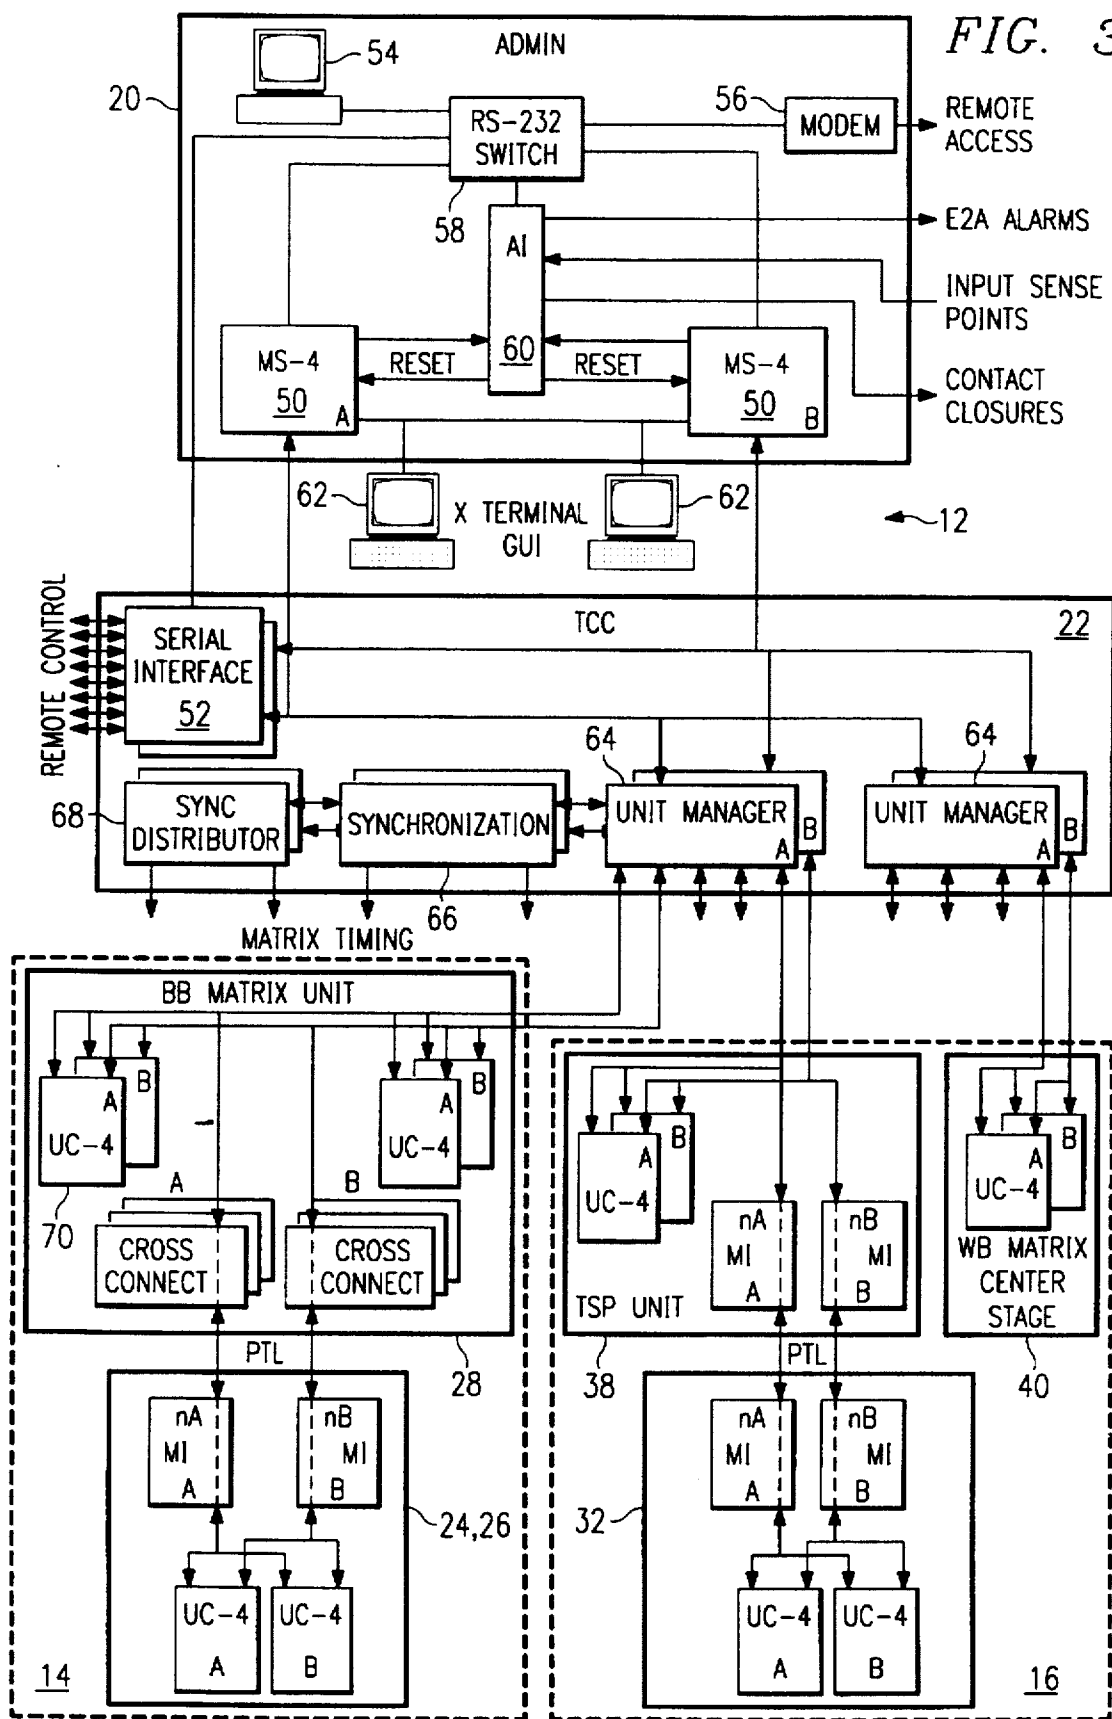 FIG. 3
ADMIN
54
20
RS-232
SWITCH
58
56
MODEM
REMOTE
ACCESS
AI
60
E2A ALARMS
INPUT SENSE
POINTS
CONTACT
CLOSURES
MS-4
50
A
RESET
RESET
MS-4
50
B
62
X TERMINAL
GUI
62
12
REMOTE CONTROL
TCC
22
SERIAL
INTERFACE
52
64
64
68
SYNC
DISTRIBUTOR
SYNCHRONIZATION
66
UNIT MANAGER
A
B
UNIT MANAGER
A
B
MATRIX TIMING
BB MATRIX UNIT
A
B
UC-4
70
A
B
UC-4
A
CROSS
CONNECT
B
CROSS
CONNECT
28
PTL
nA
MI
A
nB
MI
B
24,26
UC-4
A
UC-4
B
14
A
B
UC-4
nA
MI
A
nB
MI
B
TSP UNIT
38
A
B
UC-4
WB MATRIX
CENTER
STAGE
40
PTL
32
nA
MI
A
nB
MI
B
UC-4
A
UC-4
B
16